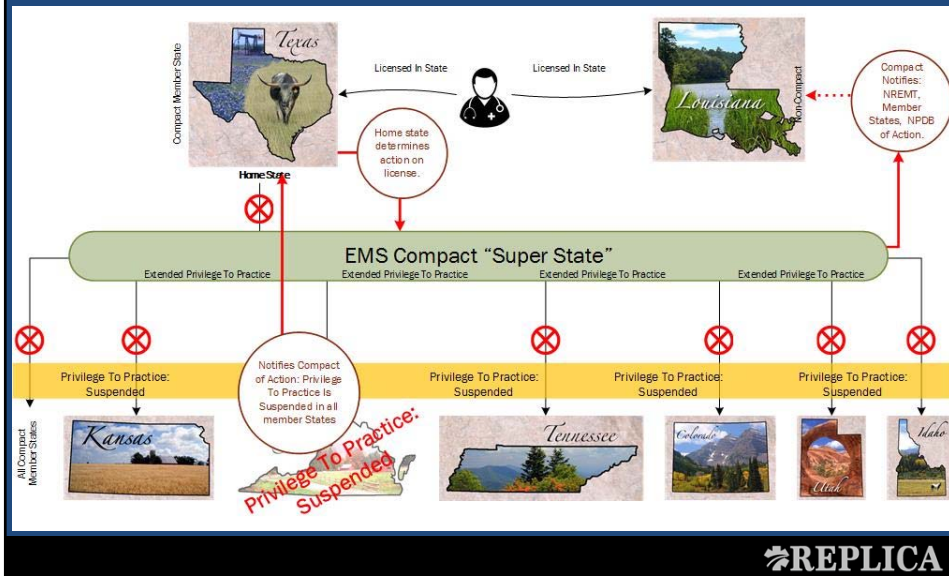 Texas
Compact Member State
Home State
Licensed In State
Licensed In State
Louisiana
Non-Compact
Compact
Notifies:
NREMT,
Member
States, NPDB
of Action.
Home state
determines
action on
license.
EMS Compact “Super State”
Extended Privilege To Practice
Extended Privilege To Practice
Extended Privilege To Practice
Extended Privilege To Practice
Notifies Compact
of Action: Privilege
To Practice Is
Suspended in all
member States
Privilege To Practice:
Suspended
Privilege To Practice:
Suspended
Privilege To Practice:
Suspended
Privilege To Practice:
Suspended
Privilege To Practice:
Suspended
All Compact
Member States
Kansas
Tennessee
Colorado
Utah
Idaho
REPLICA